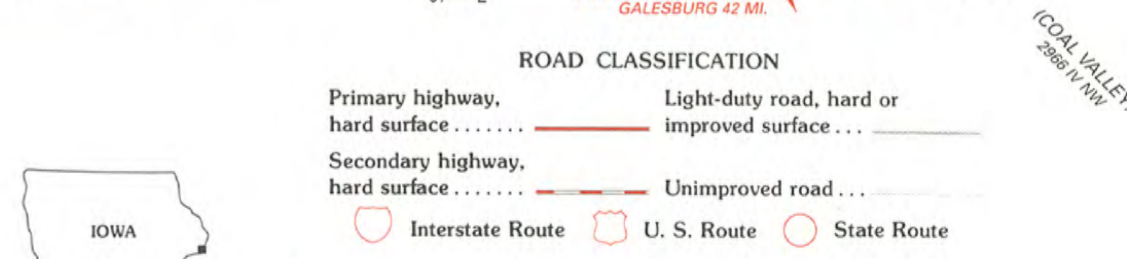 GALESBURG 42 MI.
(COAL VALLEY)
2966 IV NW
ROAD CLASSIFICATION
Primary highway,
hard surface.......
Light-duty road, hard or
improved surface...
Secondary highway,
hard surface.......
Unimproved road...
Interstate Route
U. S. Route
State Route
IOWA